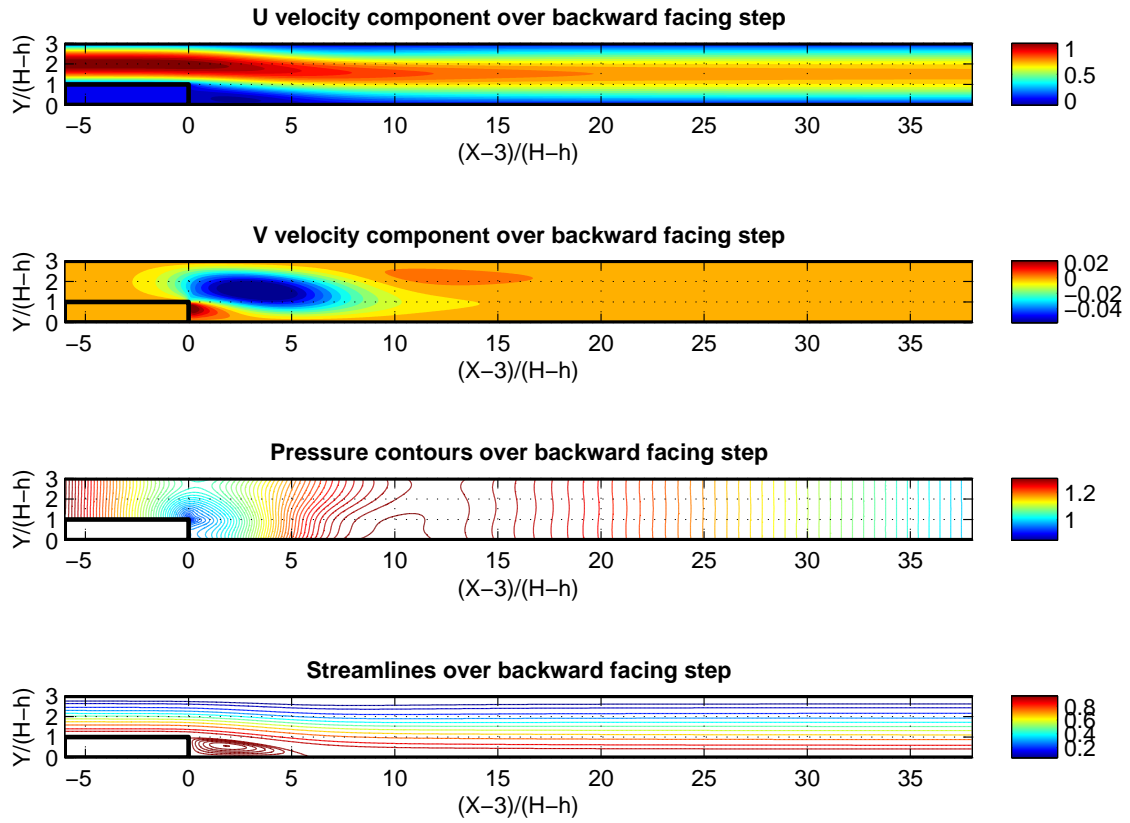 U velocity component over backward facing step
3
2
1
0
Y/(H−h)
−5 0 5 10 15 20 25 30 35
(X−3)/(H−h)
1
0.5
0
V velocity component over backward facing step
3
2
1
0
Y/(H−h)
−5 0 5 10 15 20 25 30 35
(X−3)/(H−h)
0.02
0
−0.02
−0.04
Pressure contours over backward facing step
3
2
1
0
Y/(H−h)
−5 0 5 10 15 20 25 30 35
(X−3)/(H−h)
1.2
1
Streamlines over backward facing step
3
2
1
0
Y/(H−h)
−5 0 5 10 15 20 25 30 35
(X−3)/(H−h)
0.8
0.6
0.4
0.2